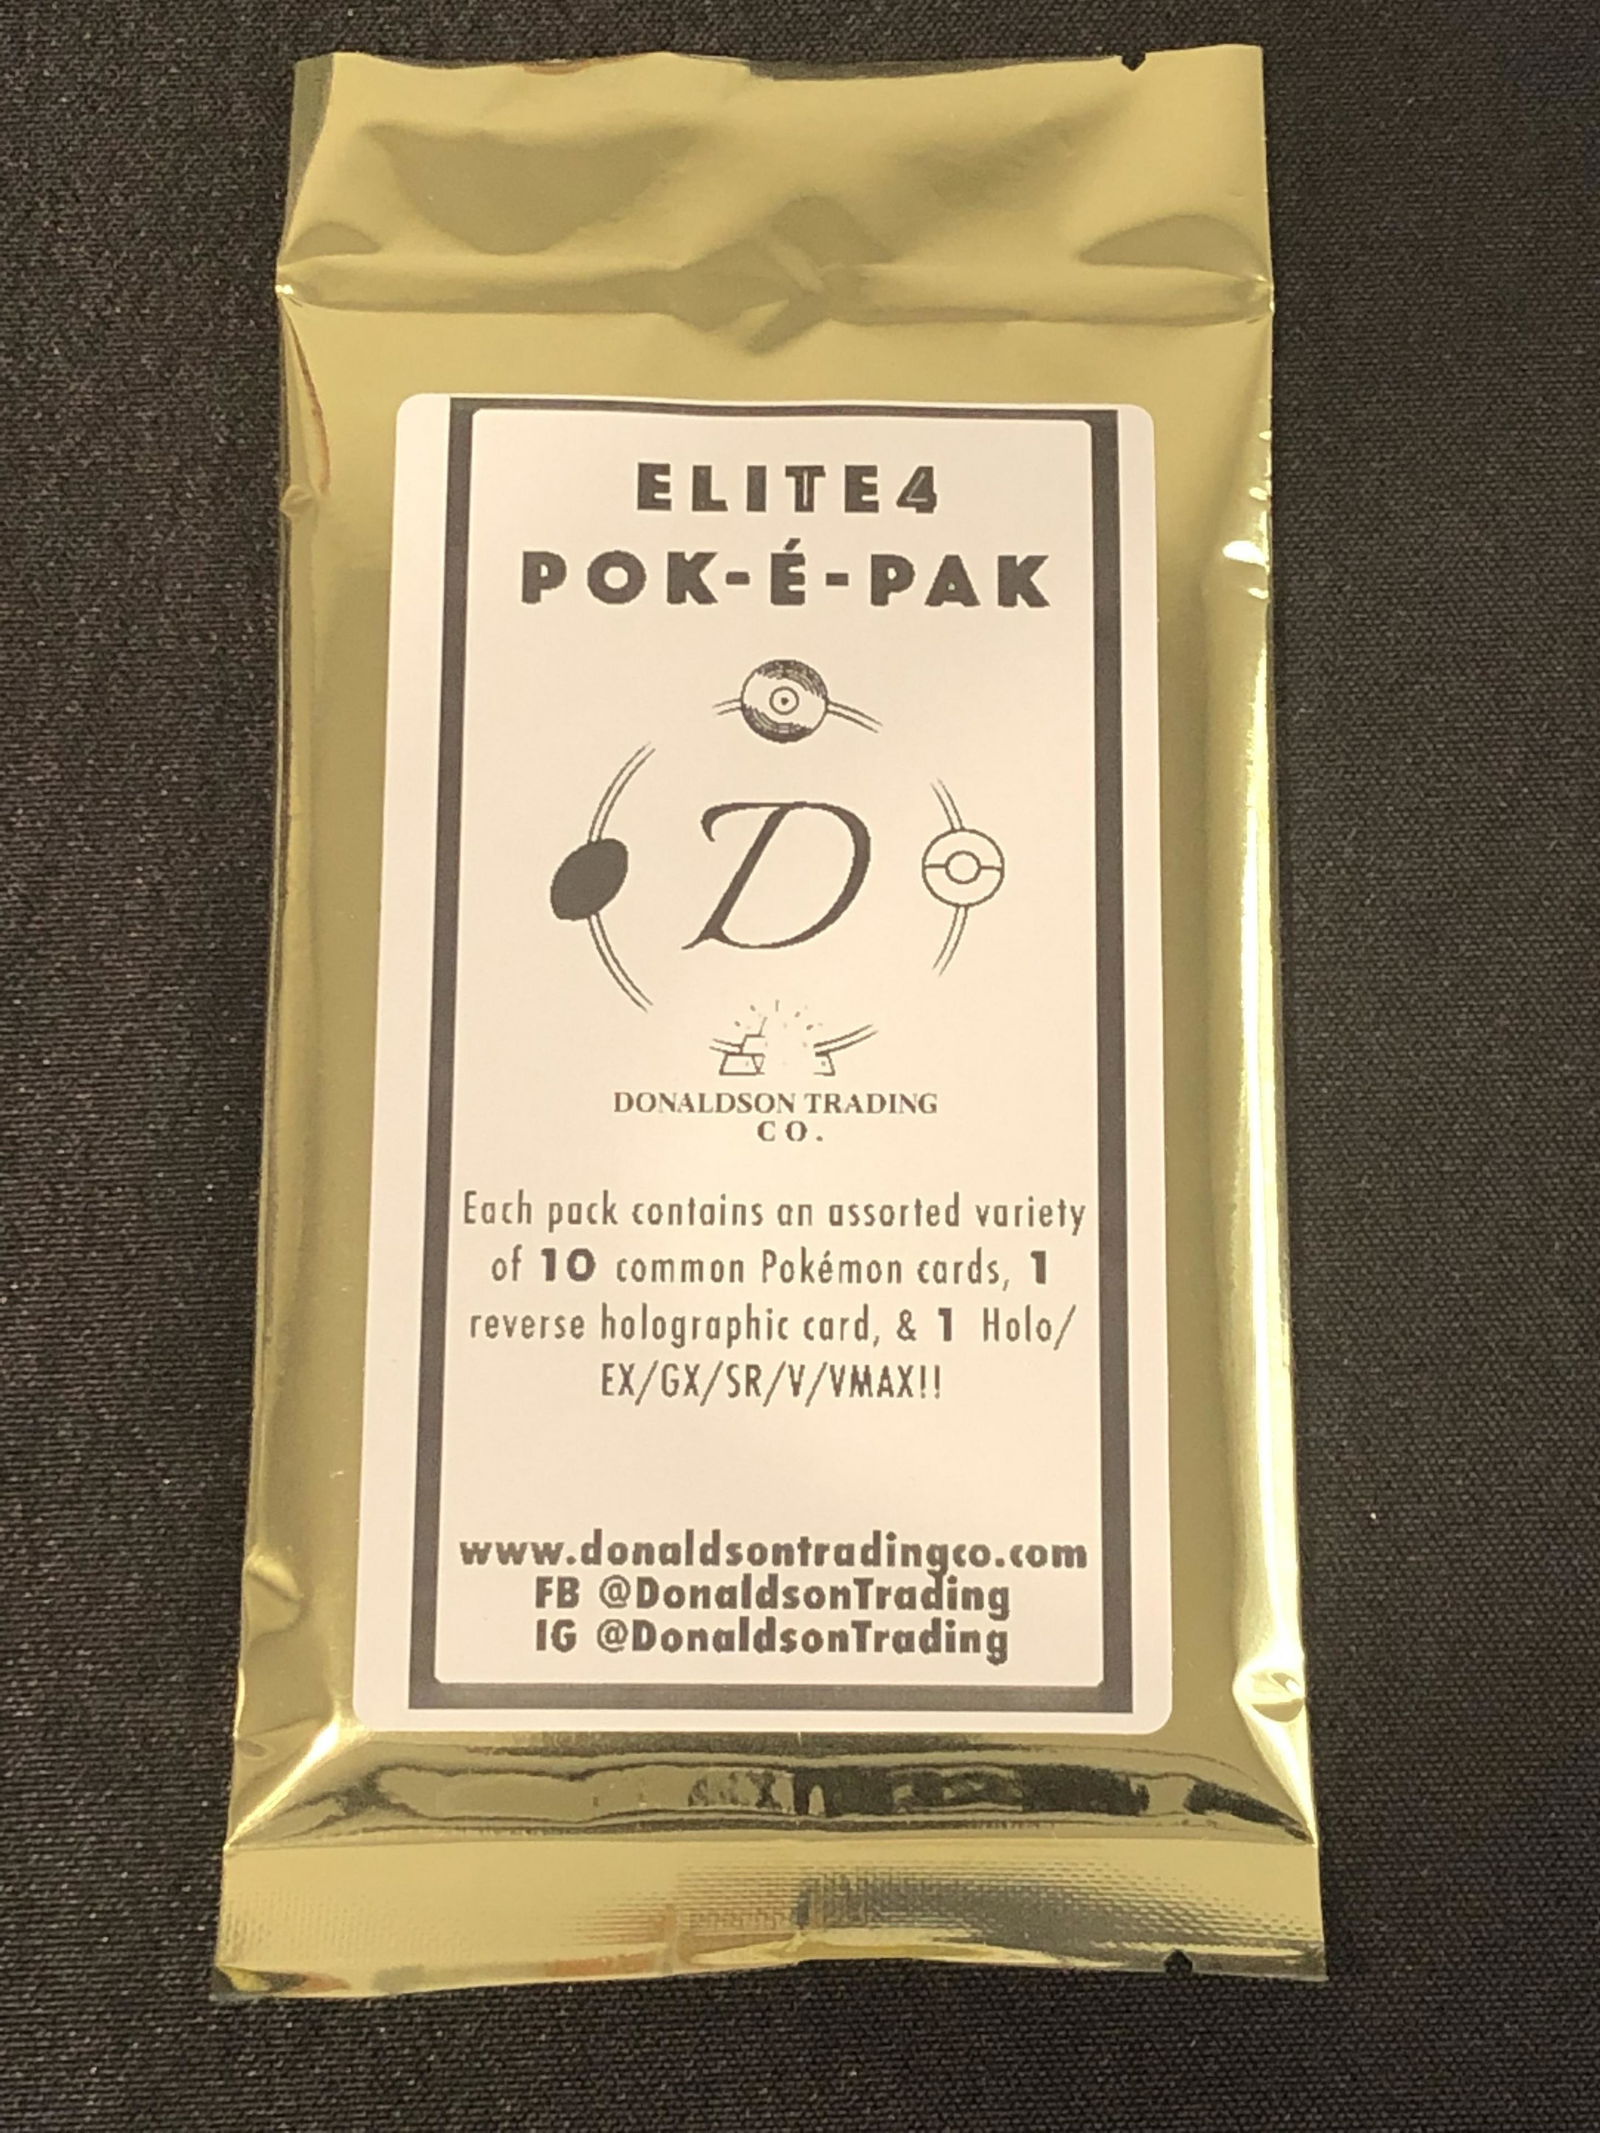 ELITE4
POK-É-PAK
D
DONALDSON TRADING
CO.
Each pack contains an assorted variety
of 10 common Pokémon cards, 1
reverse holographic card, & 1 Holo/
EX/GX/SR/V/VMAX!!
www.donaldsontradingco.com
FB @DonaldsonTrading
IG @DonaldsonTrading